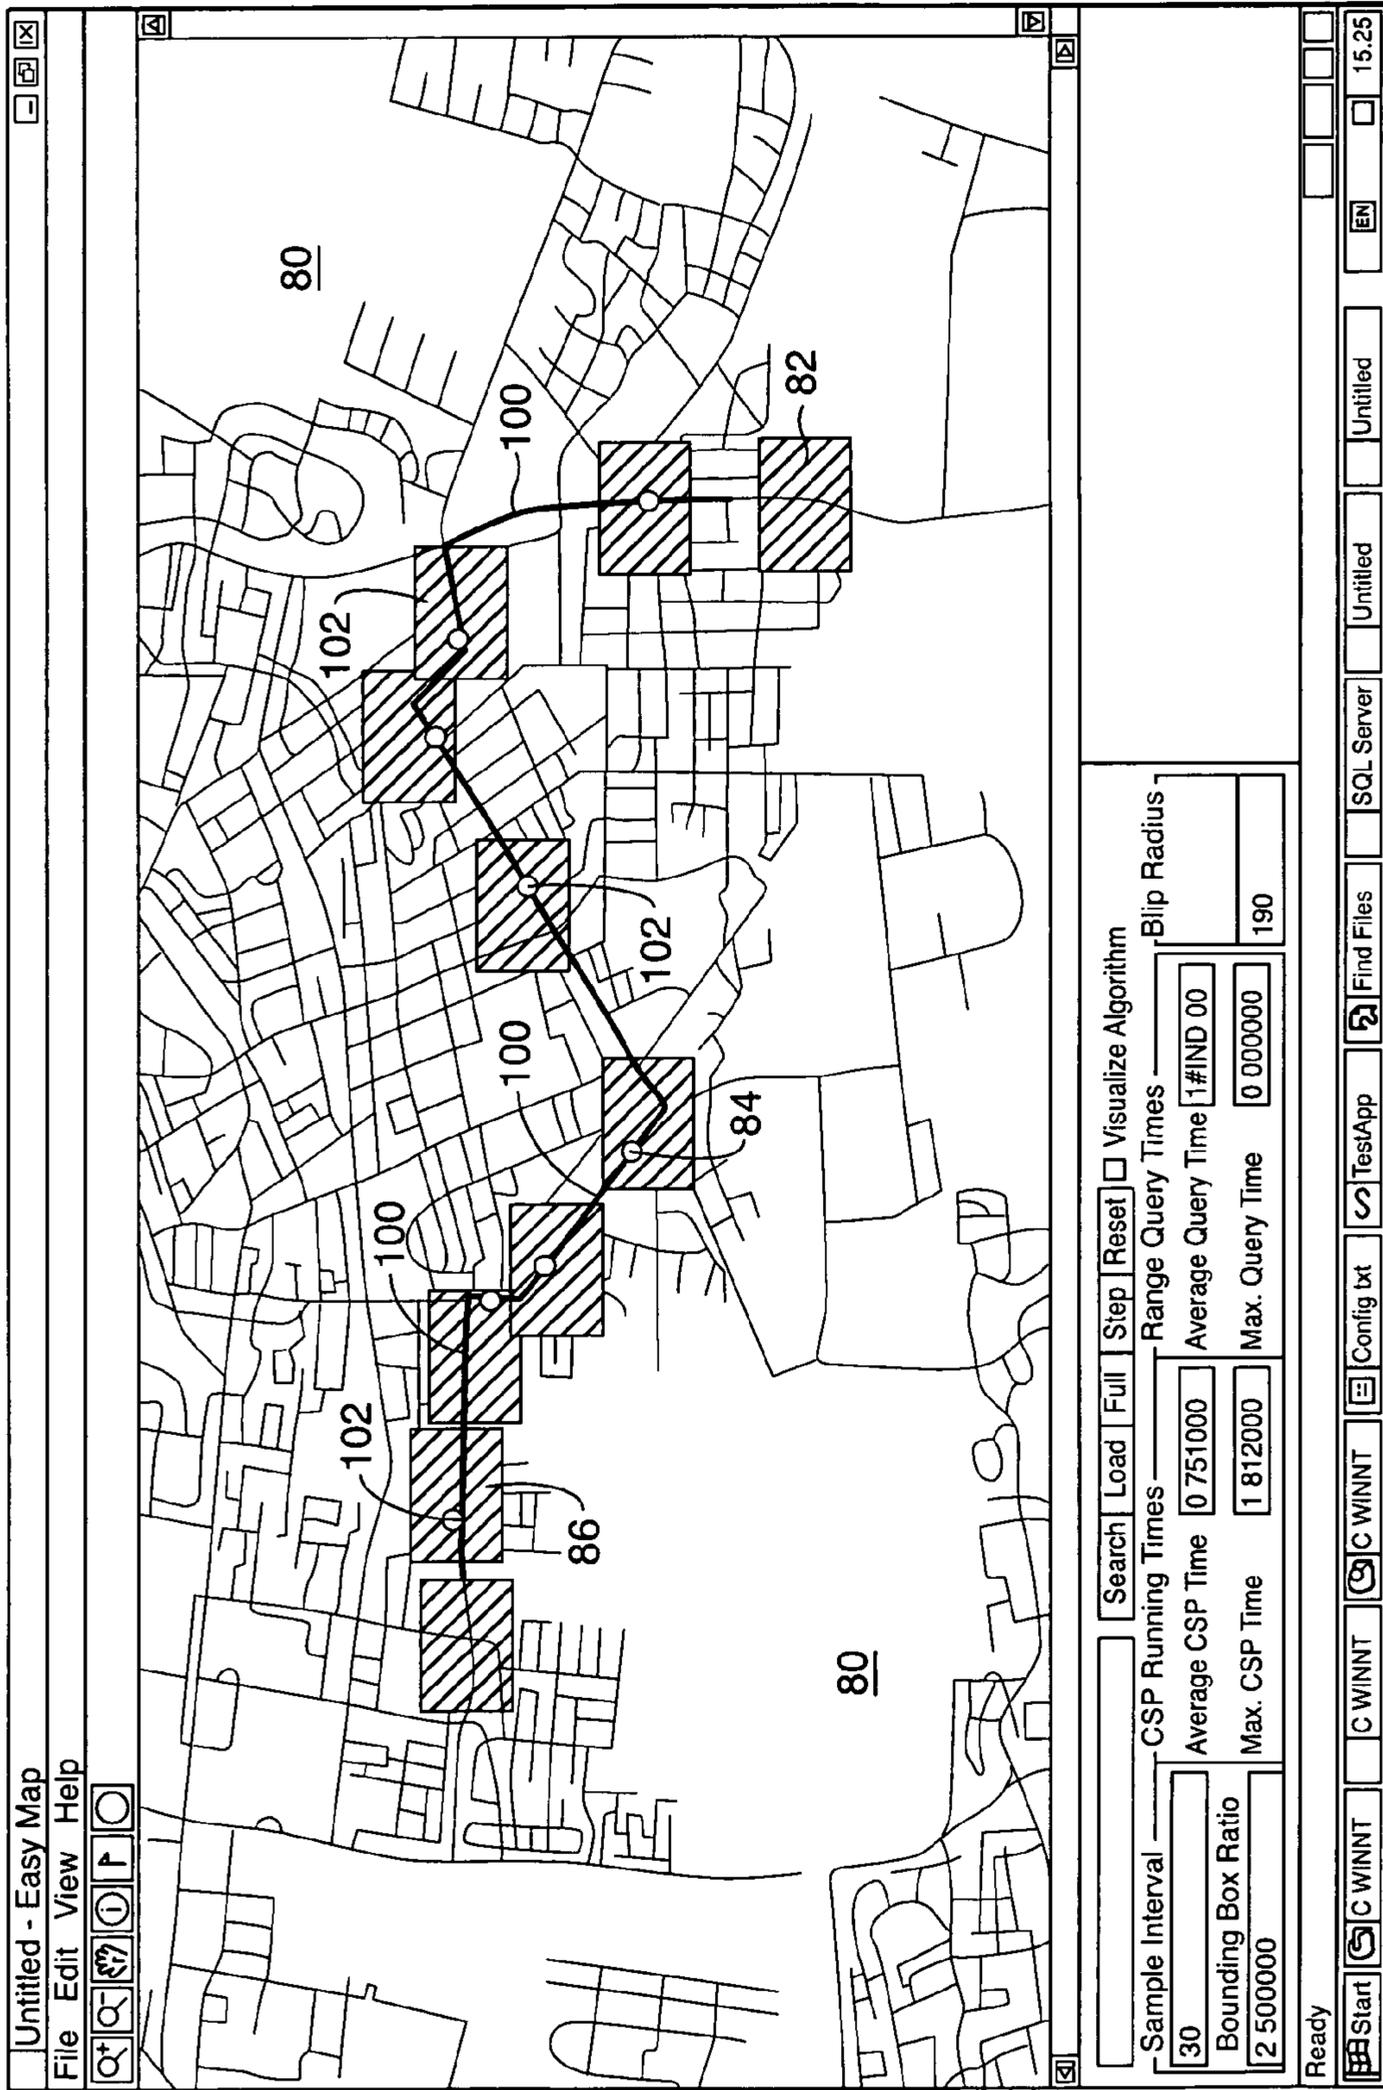 Untitled - Easy Map
File Edit View Help
80
100
102
82
102
100
84
100
102
86
80
Search Load Full Step Reset Visualize Algorithm
Sample Interval CSP Running Times Range Query Times Blip Radius
30 Average CSP Time 0 751000 Average Query Time 1#IND 00
Bounding Box Ratio
2 500000 Max. CSP Time 1 812000 Max. Query Time 0 000000 190
Ready
Start C WINNT C WINNT C WINNT Config txt TestApp Find Files SQL Server Untitled Untitled EN 15.25